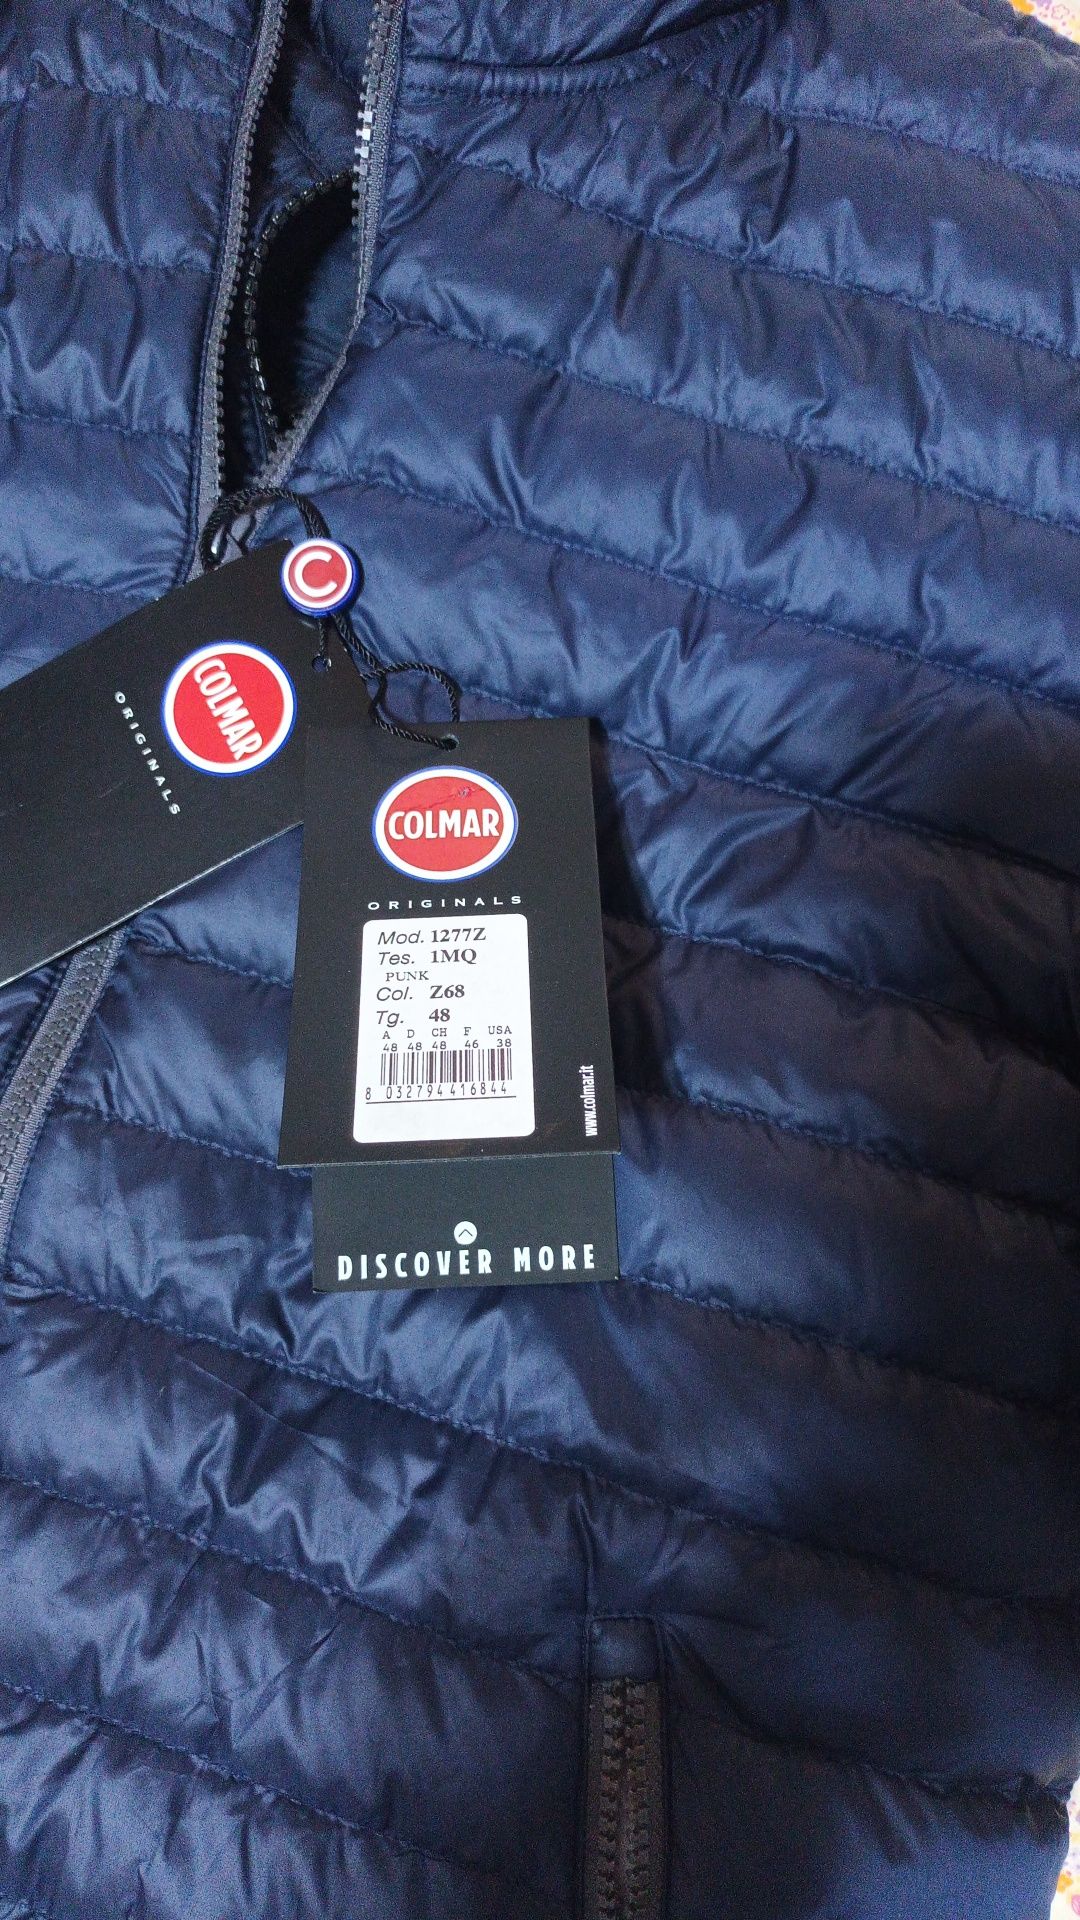 C
COLMAR
ORIGINALS
COLMAR
ORIGINALS
Mod. 1277Z
Tes. 1MQ
PUNK
Col. Z68
Tg. 48
A D CH F USA
48 48 48 46 38
8 032794 416844
www.colmar.it
DISCOVER MORE